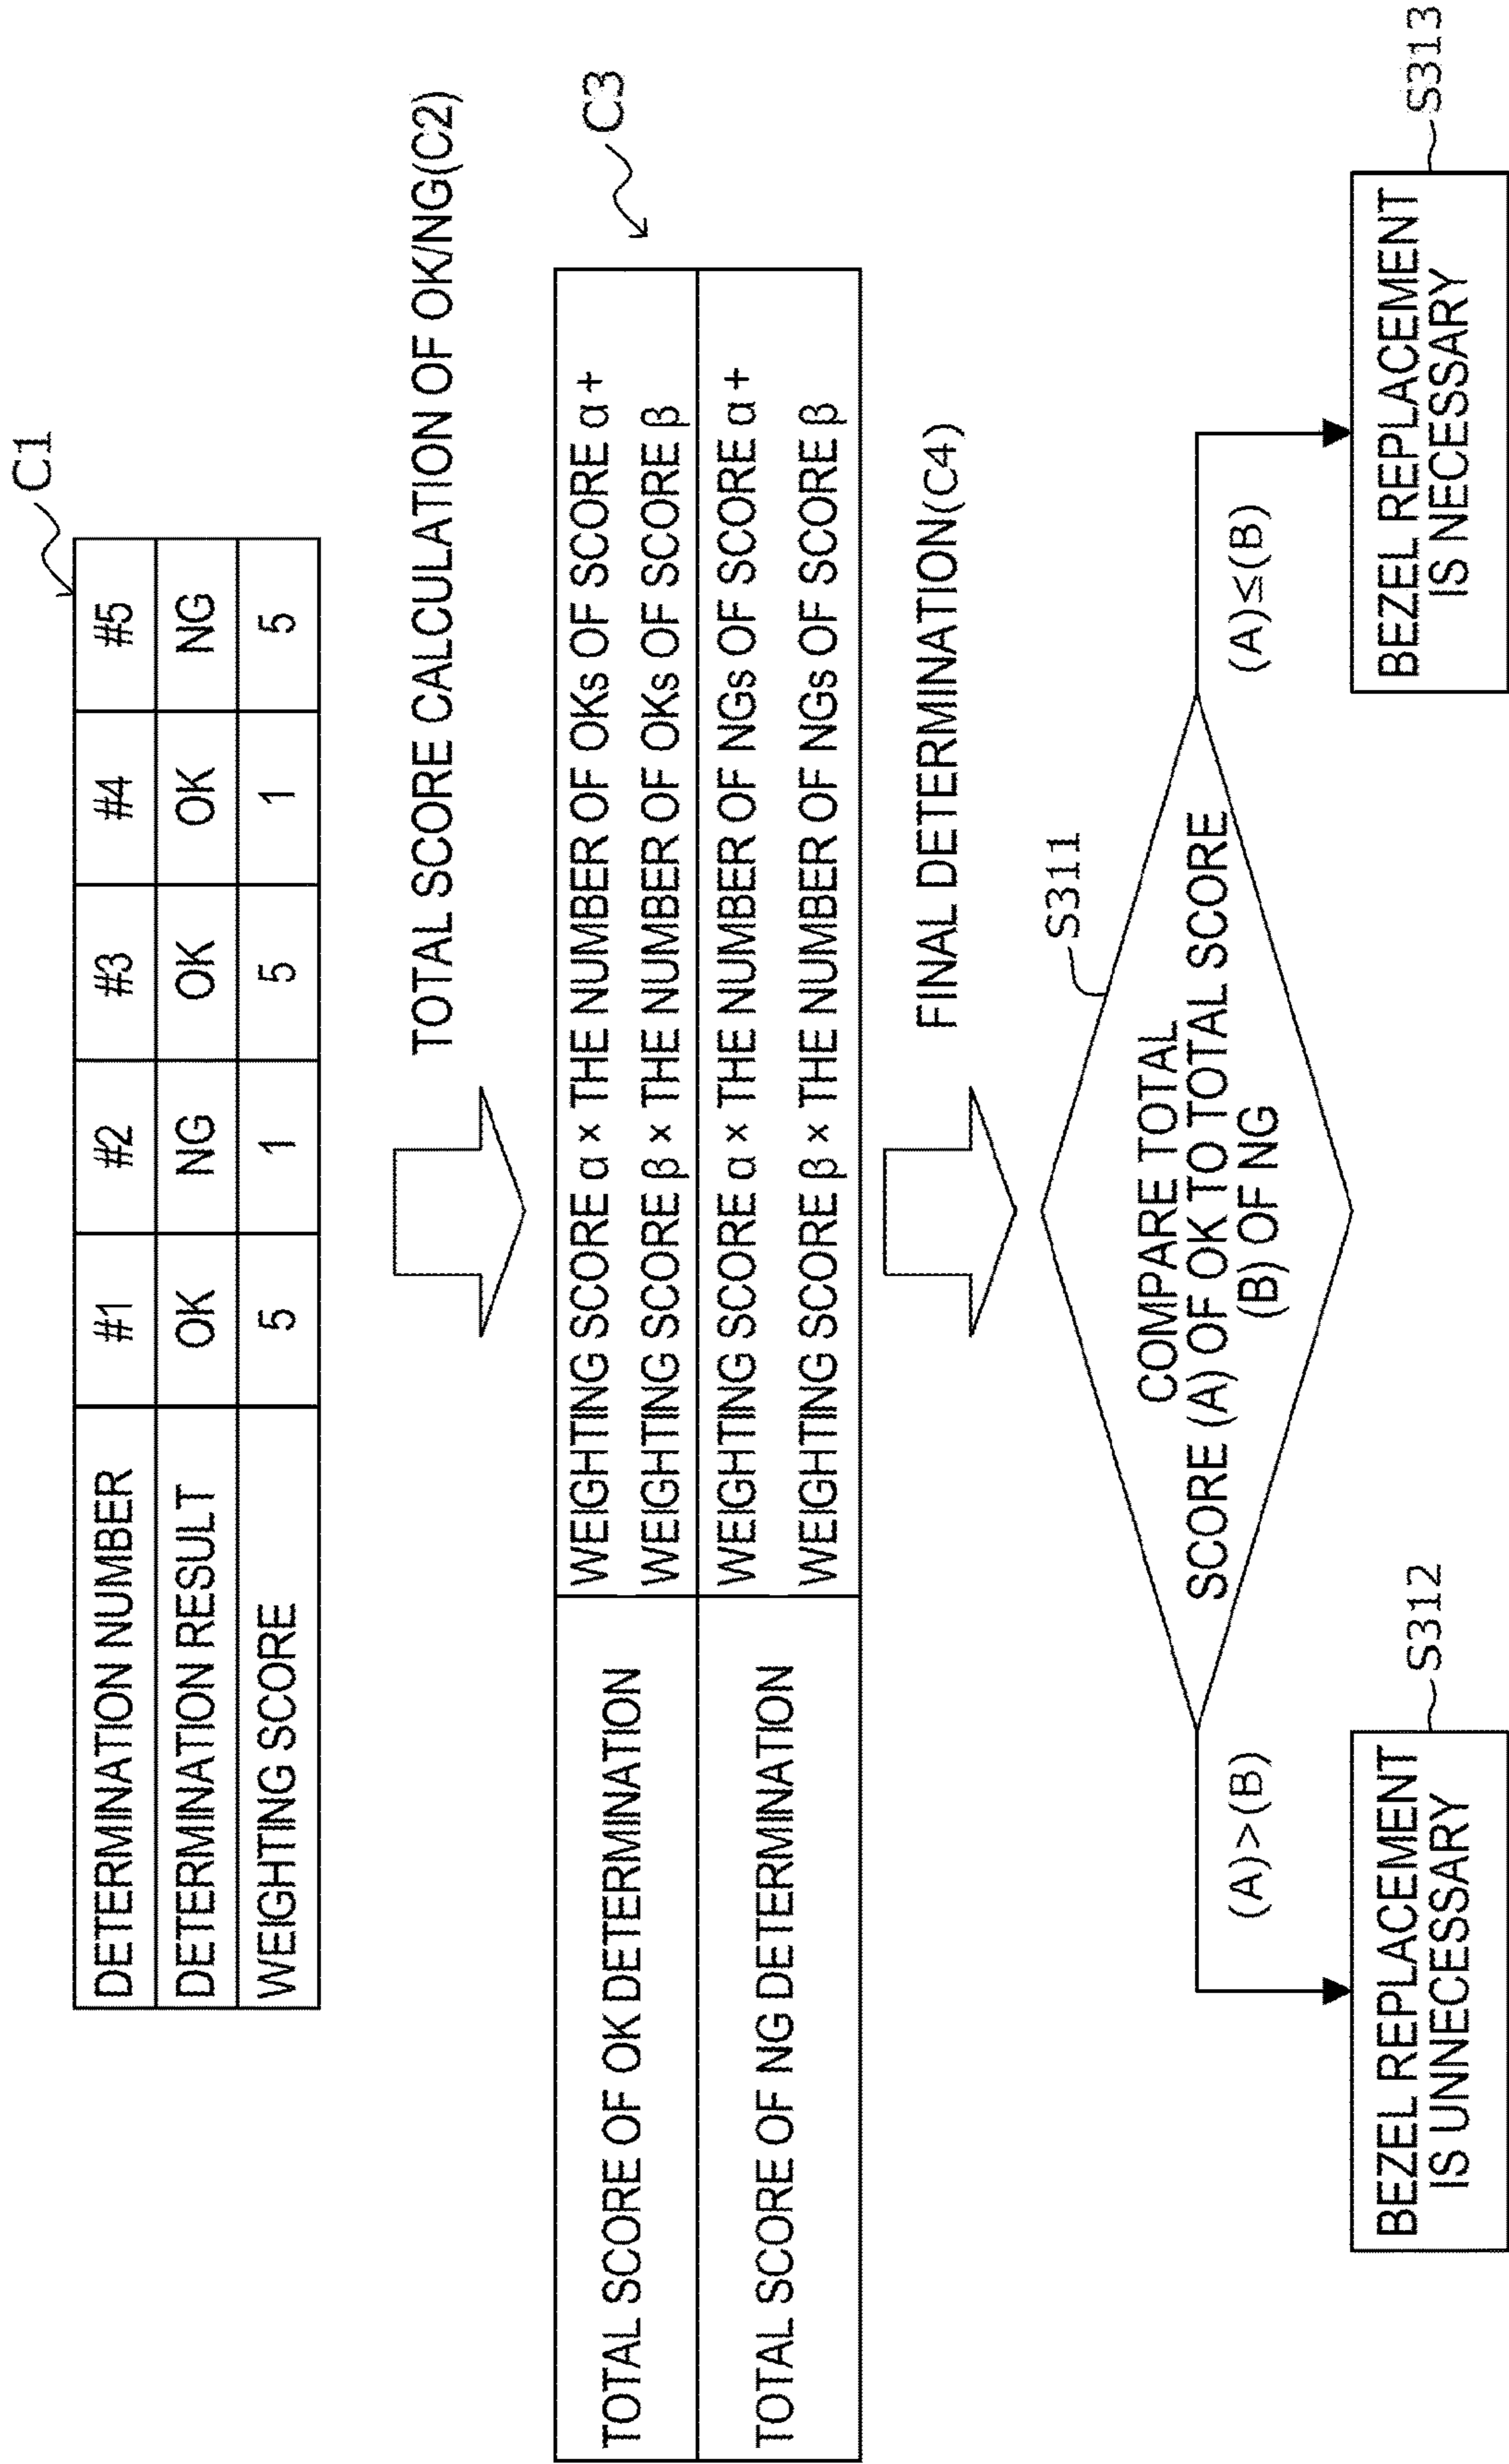 C1
DETERMINATION NUMBER #1 #2 #3 #4 #5
DETERMINATION RESULT OK NG OK OK NG
WEIGHTING SCORE 5 1 5 1 5
TOTAL SCORE CALCULATION OF OK/NG(C2)
C3
TOTAL SCORE OF OK DETERMINATION
WEIGHTING SCORE α × THE NUMBER OF OKs OF SCORE α +
WEIGHTING SCORE β × THE NUMBER OF OKs OF SCORE β
TOTAL SCORE OF NG DETERMINATION
WEIGHTING SCORE α × THE NUMBER OF NGs OF SCORE α +
WEIGHTING SCORE β × THE NUMBER OF NGs OF SCORE β
FINAL DETERMINATION(C4)
S311
COMPARE TOTAL
SCORE (A) OF OK TO TOTAL SCORE
(B) OF NG
(A)>(B)
(A)≤(B)
S312
BEZEL REPLACEMENT
IS UNNECESSARY
S313
BEZEL REPLACEMENT
IS NECESSARY